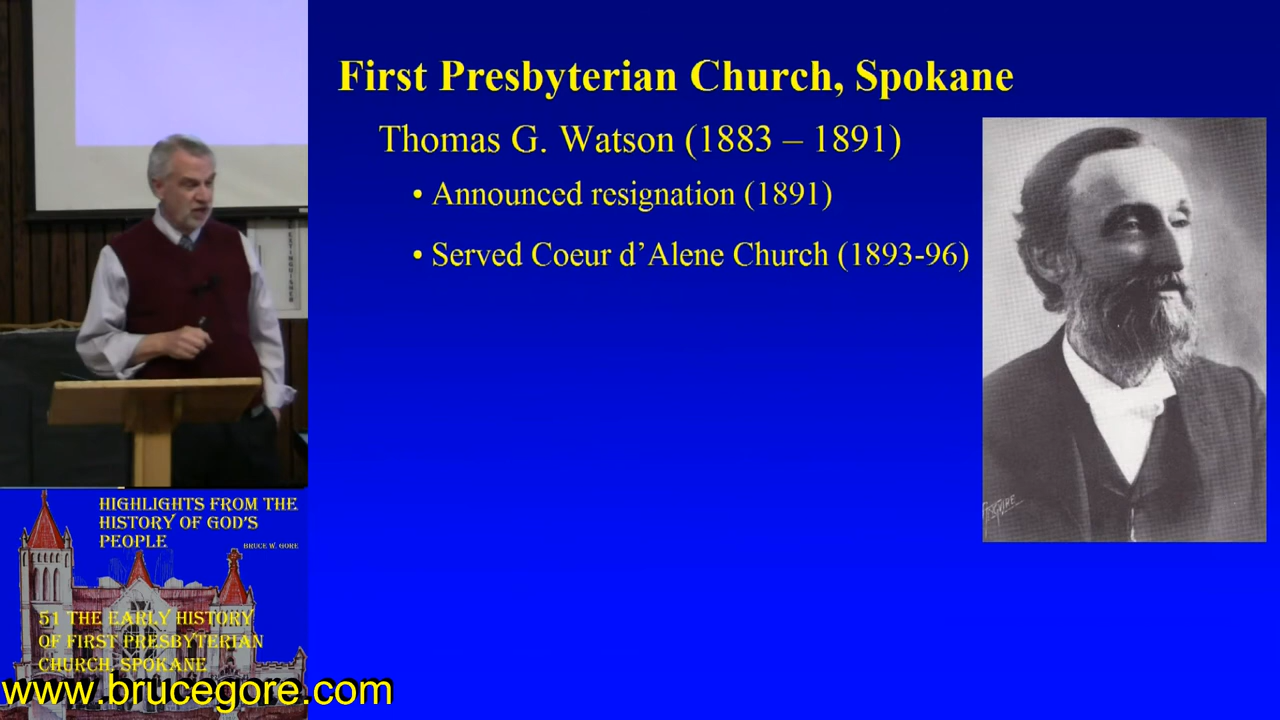 First Presbyterian Church, Spokane
Thomas G. Watson (1883 – 1891)
• Announced resignation (1891)
• Served Coeur d’Alene Church (1893-96)
EXTINGUISHER
HIGHLIGHTS FROM THE
HISTORY OF GOD'S
PEOPLE
BRUCE W. GORE
51 THE EARLY HISTORY
OF FIRST PRESBYTERIAN
CHURCH, SPOKANE
www.brucegore.com